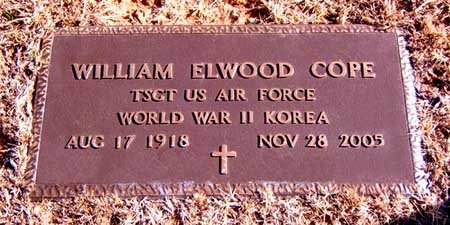 WILLIAM ELWOOD COPE
TSGT US AIR FORCE
WORLD WAR II KOREA
AUG 17 1918 NOV 28 2005